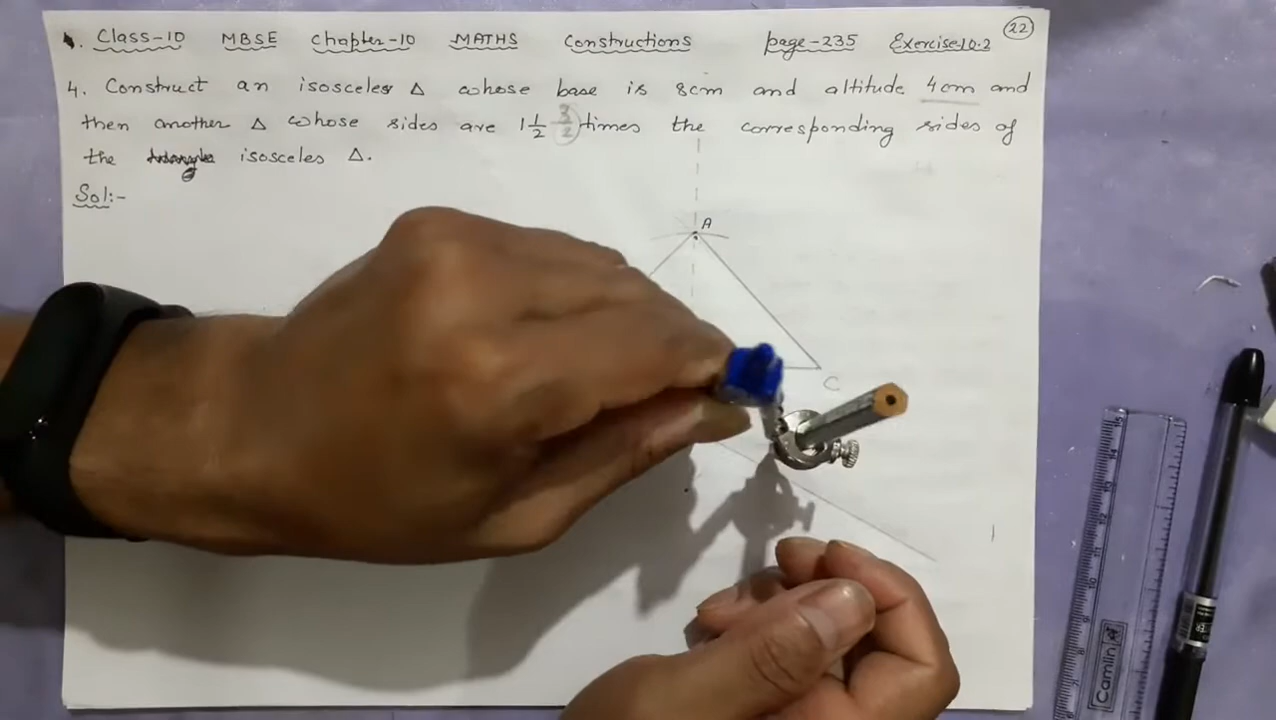 22
Class-10 MBSE Chapter-10 MATHS Constructions page-235 Exercise10.2
4. Construct an isosceles Δ whose base is 8cm and altitude 4cm and
then another Δ whose sides are 1 1/2 3/2 times the corresponding sides of
the isosceles Δ.
Sol:-
A
C
Camlin